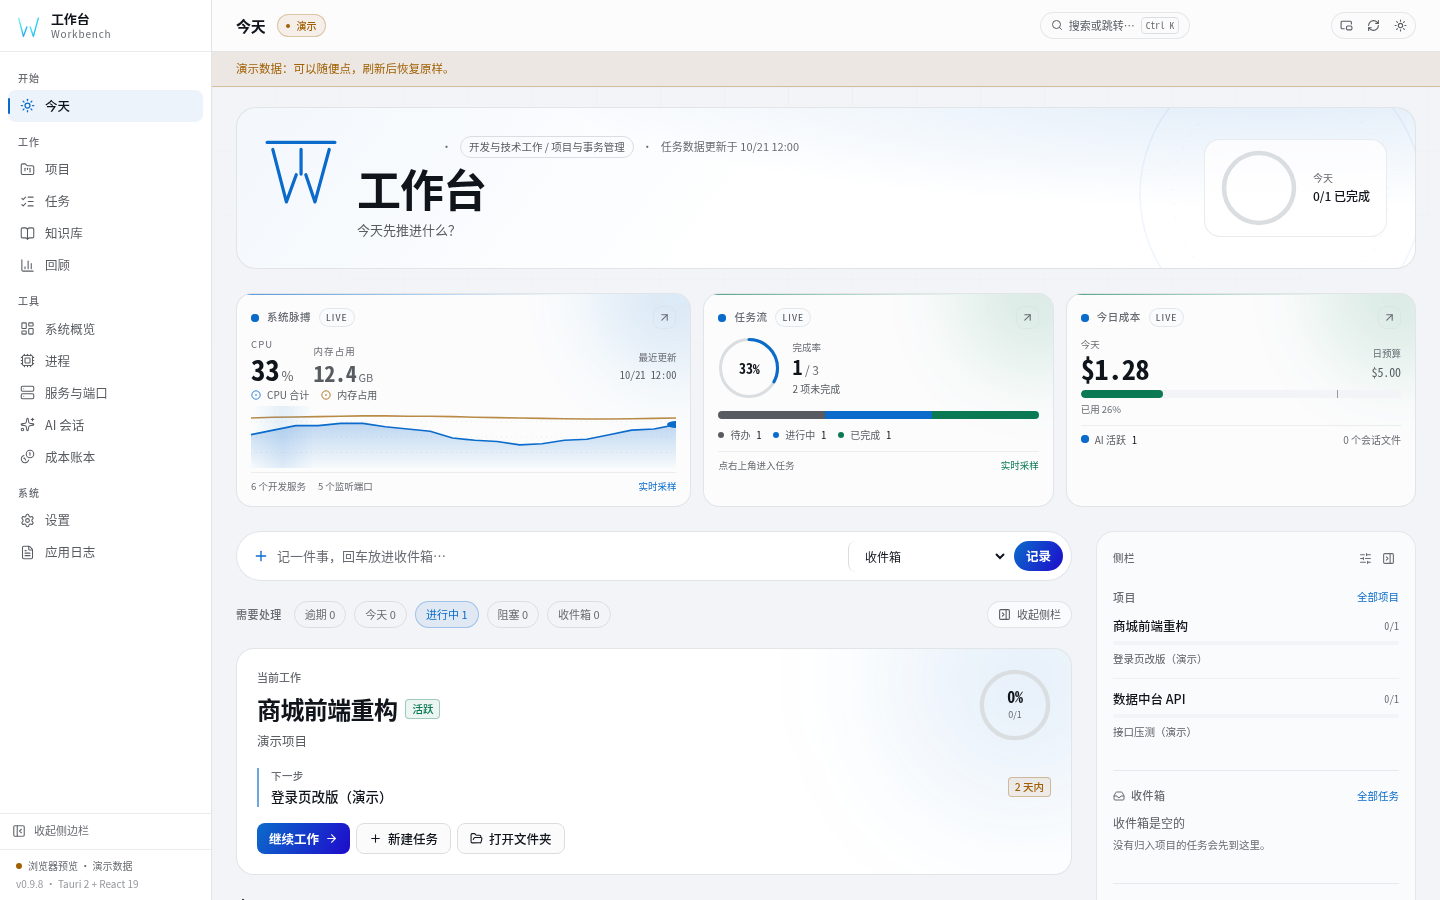 工作台
Workbench
开始
今天
工作
项目
任务
知识库
回顾
工具
系统概览
进程
服务与端口
AI 会话
成本账本
系统
设置
应用日志
收起侧边栏
浏览器预览 · 演示数据
v0.9.8 · Tauri 2 + React 19
今天
演示
搜索或跳转… Ctrl K
演示数据：可以随便点，刷新后恢复原样。
· 开发与技术工作 / 项目与事务管理 · 任务数据更新于 10/21 12:00
工作台
今天先推进什么？
今天
0/1 已完成
系统脉搏 LIVE
CPU
33%
内存占用
12.4GB
最近更新
10/21 12:00
CPU 合计 内存占用
6 个开发服务 5 个监听端口 实时采样
任务流 LIVE
33%
完成率
1 / 3
2 项未完成
待办 1 进行中 1 已完成 1
点右上角进入任务 实时采样
今日成本 LIVE
今天
$1.28
日预算
$5.00
已用 26%
AI 活跃 1 0 个会话文件
记一件事，回车放进收件箱…
收件箱
记录
需要处理 逾期 0 今天 0 进行中 1 阻塞 0 收件箱 0
收起侧栏
当前工作
商城前端重构 活跃
演示项目
0%
0/1
下一步
登录页改版（演示）
2 天内
继续工作 新建任务 打开文件夹
侧栏
项目 全部项目
商城前端重构 0/1
登录页改版（演示）
数据中台 API 0/1
接口压测（演示）
收件箱 全部任务
收件箱是空的
没有归入项目的任务会先到这里。